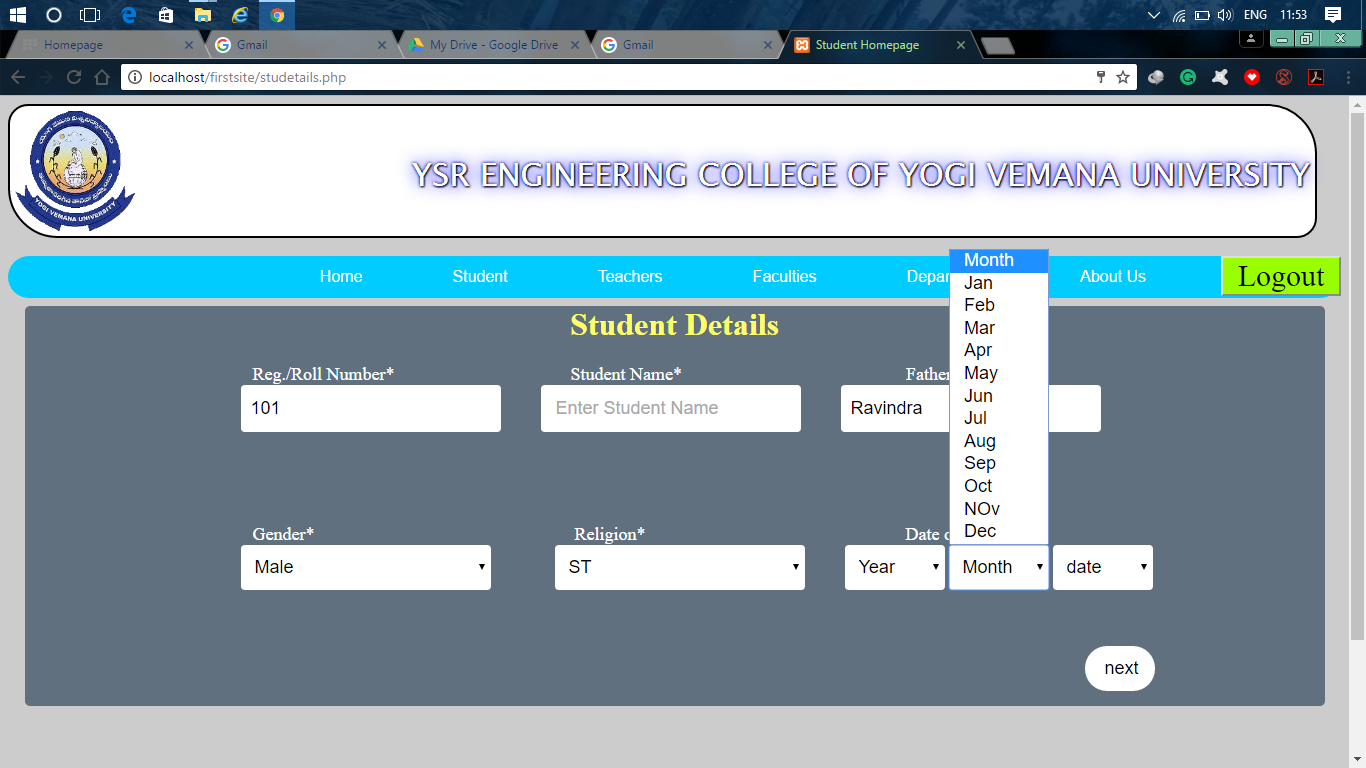 ENG 11:53
Homepage
Gmail
My Drive - Google Drive
Gmail
Student Homepage
localhost/firstsite/studetails.php
YOGI VEMANA UNIVERSITY
YSR ENGINEERING COLLEGE OF YOGI VEMANA UNIVERSITY
Home Student Teachers Faculties Depar About Us Logout
Student Details
Reg./Roll Number* Student Name* Father
101 Enter Student Name Ravindra
Month
Jan
Feb
Mar
Apr
May
Jun
Jul
Aug
Sep
Oct
NOv
Dec
Gender* Religion* Date o
Male ST Year Month date
next